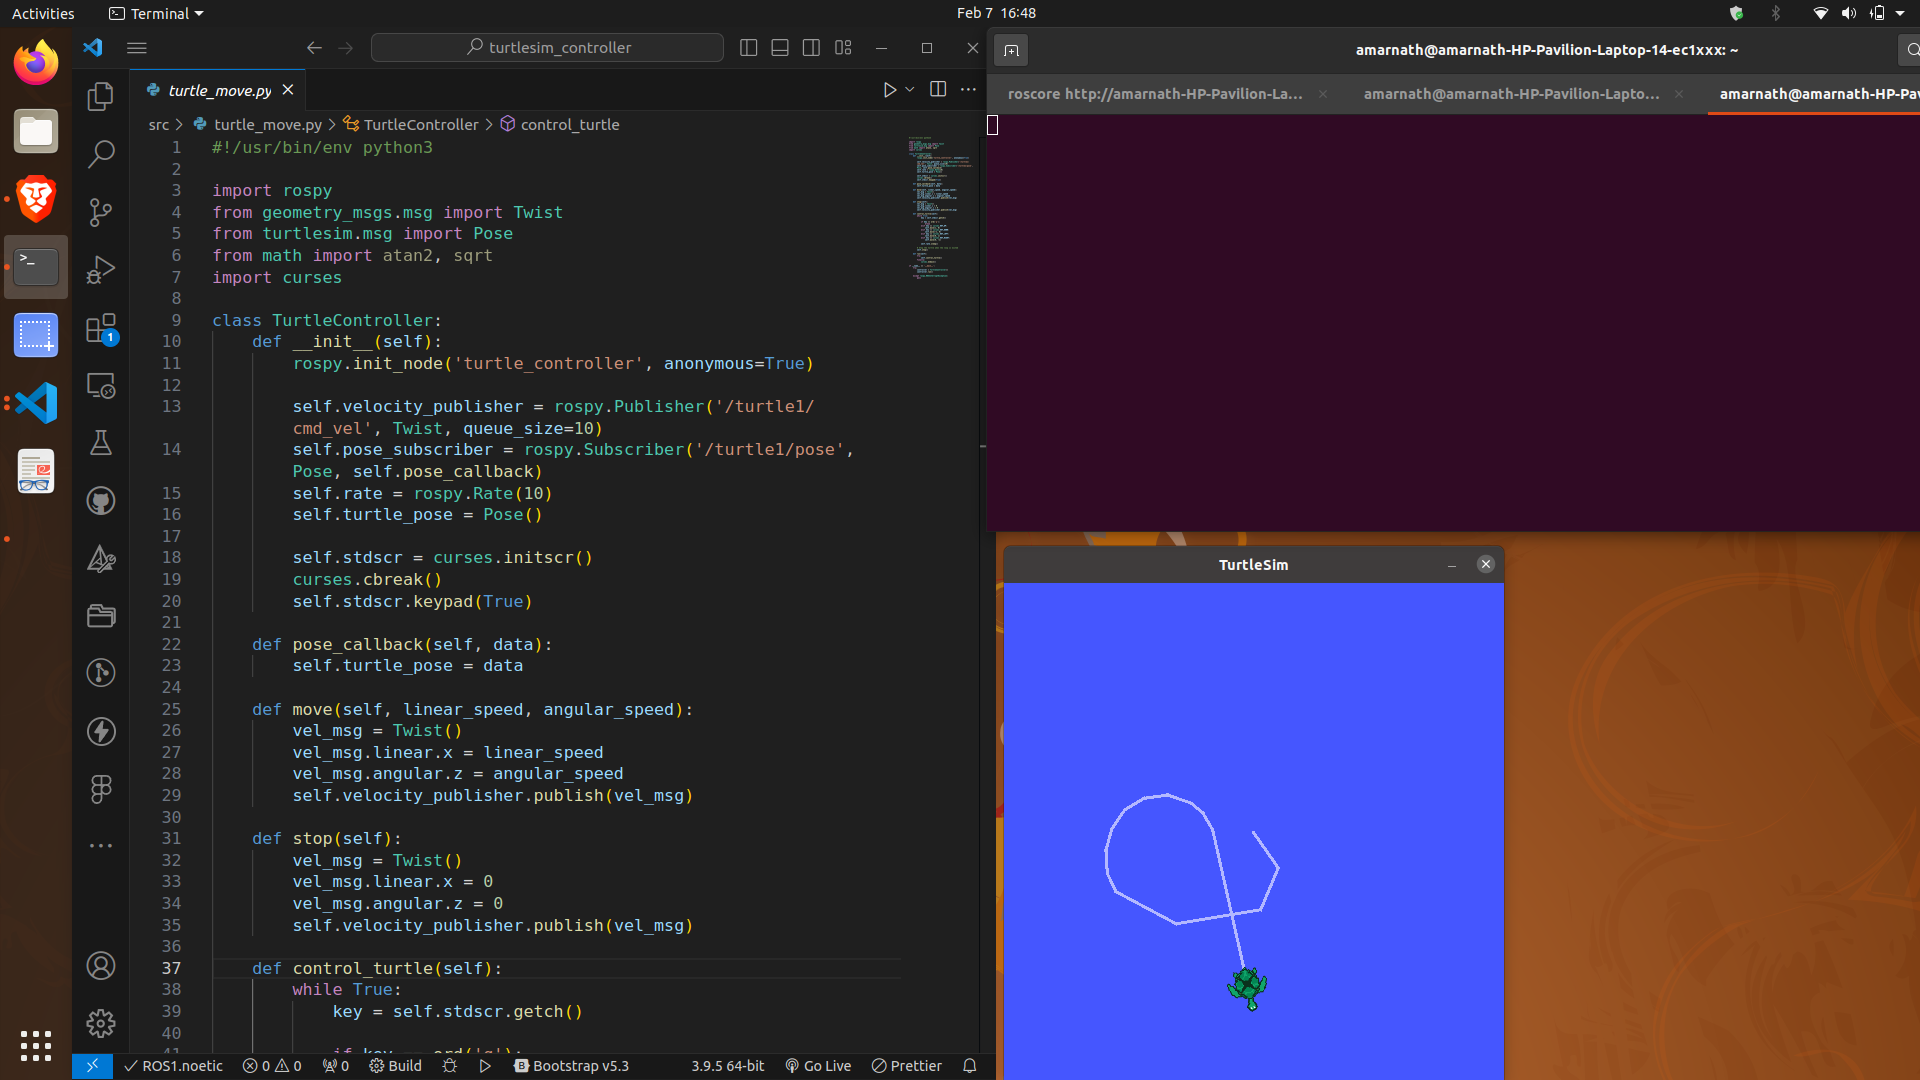 Activities
Terminal
Feb 7 16:48
turtlesim_controller
turtle_move.py
src > turtle_move.py > TurtleController > control_turtle
1 #!/usr/bin/env python3
2
3 import rospy
4 from geometry_msgs.msg import Twist
5 from turtlesim.msg import Pose
6 from math import atan2, sqrt
7 import curses
8
9 class TurtleController:
10 def __init__(self):
11 rospy.init_node('turtle_controller', anonymous=True)
12
13 self.velocity_publisher = rospy.Publisher('/turtle1/
cmd_vel', Twist, queue_size=10)
14 self.pose_subscriber = rospy.Subscriber('/turtle1/pose',
Pose, self.pose_callback)
15 self.rate = rospy.Rate(10)
16 self.turtle_pose = Pose()
17
18 self.stdscr = curses.initscr()
19 curses.cbreak()
20 self.stdscr.keypad(True)
21
22 def pose_callback(self, data):
23 self.turtle_pose = data
24
25 def move(self, linear_speed, angular_speed):
26 vel_msg = Twist()
27 vel_msg.linear.x = linear_speed
28 vel_msg.angular.z = angular_speed
29 self.velocity_publisher.publish(vel_msg)
30
31 def stop(self):
32 vel_msg = Twist()
33 vel_msg.linear.x = 0
34 vel_msg.angular.z = 0
35 self.velocity_publisher.publish(vel_msg)
36
37 def control_turtle(self):
38 while True:
39 key = self.stdscr.getch()
40
1
ROS1.noetic
0 0
0
Build
Bootstrap v5.3
3.9.5 64-bit
Go Live
Prettier
amarnath@amarnath-HP-Pavilion-Laptop-14-ec1xxx: ~
roscore http://amarnath-HP-Pavilion-La...
amarnath@amarnath-HP-Pavilion-Lapto...
amarnath@amarnath-HP-Pav
TurtleSim